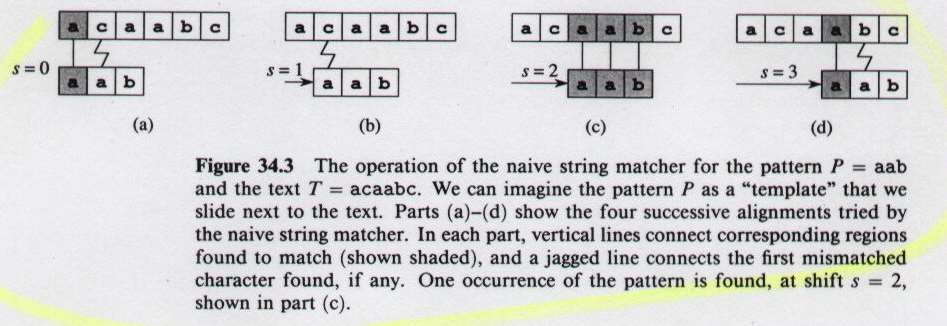 a c a a b c
s = 0
a a b
(a)
a c a a b c
s = 1
a a b
(b)
a c a a b c
s = 2
a a b
(c)
a c a a b c
s = 3
a a b
(d)
Figure 34.3 The operation of the naive string matcher for the pattern P = aab
and the text T = acaabc. We can imagine the pattern P as a “template” that we
slide next to the text. Parts (a)–(d) show the four successive alignments tried by
the naive string matcher. In each part, vertical lines connect corresponding regions
found to match (shown shaded), and a jagged line connects the first mismatched
character found, if any. One occurrence of the pattern is found, at shift s = 2,
shown in part (c).